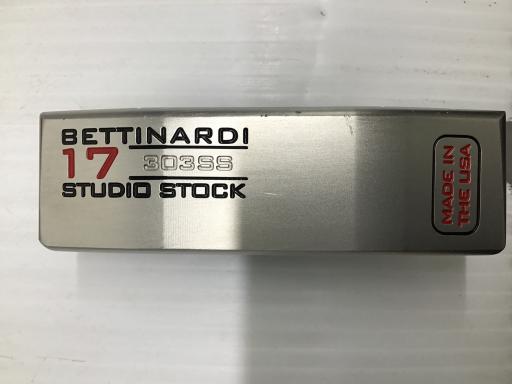 BETTINARDI
17 303SS
STUDIO STOCK
MADE IN
THE USA